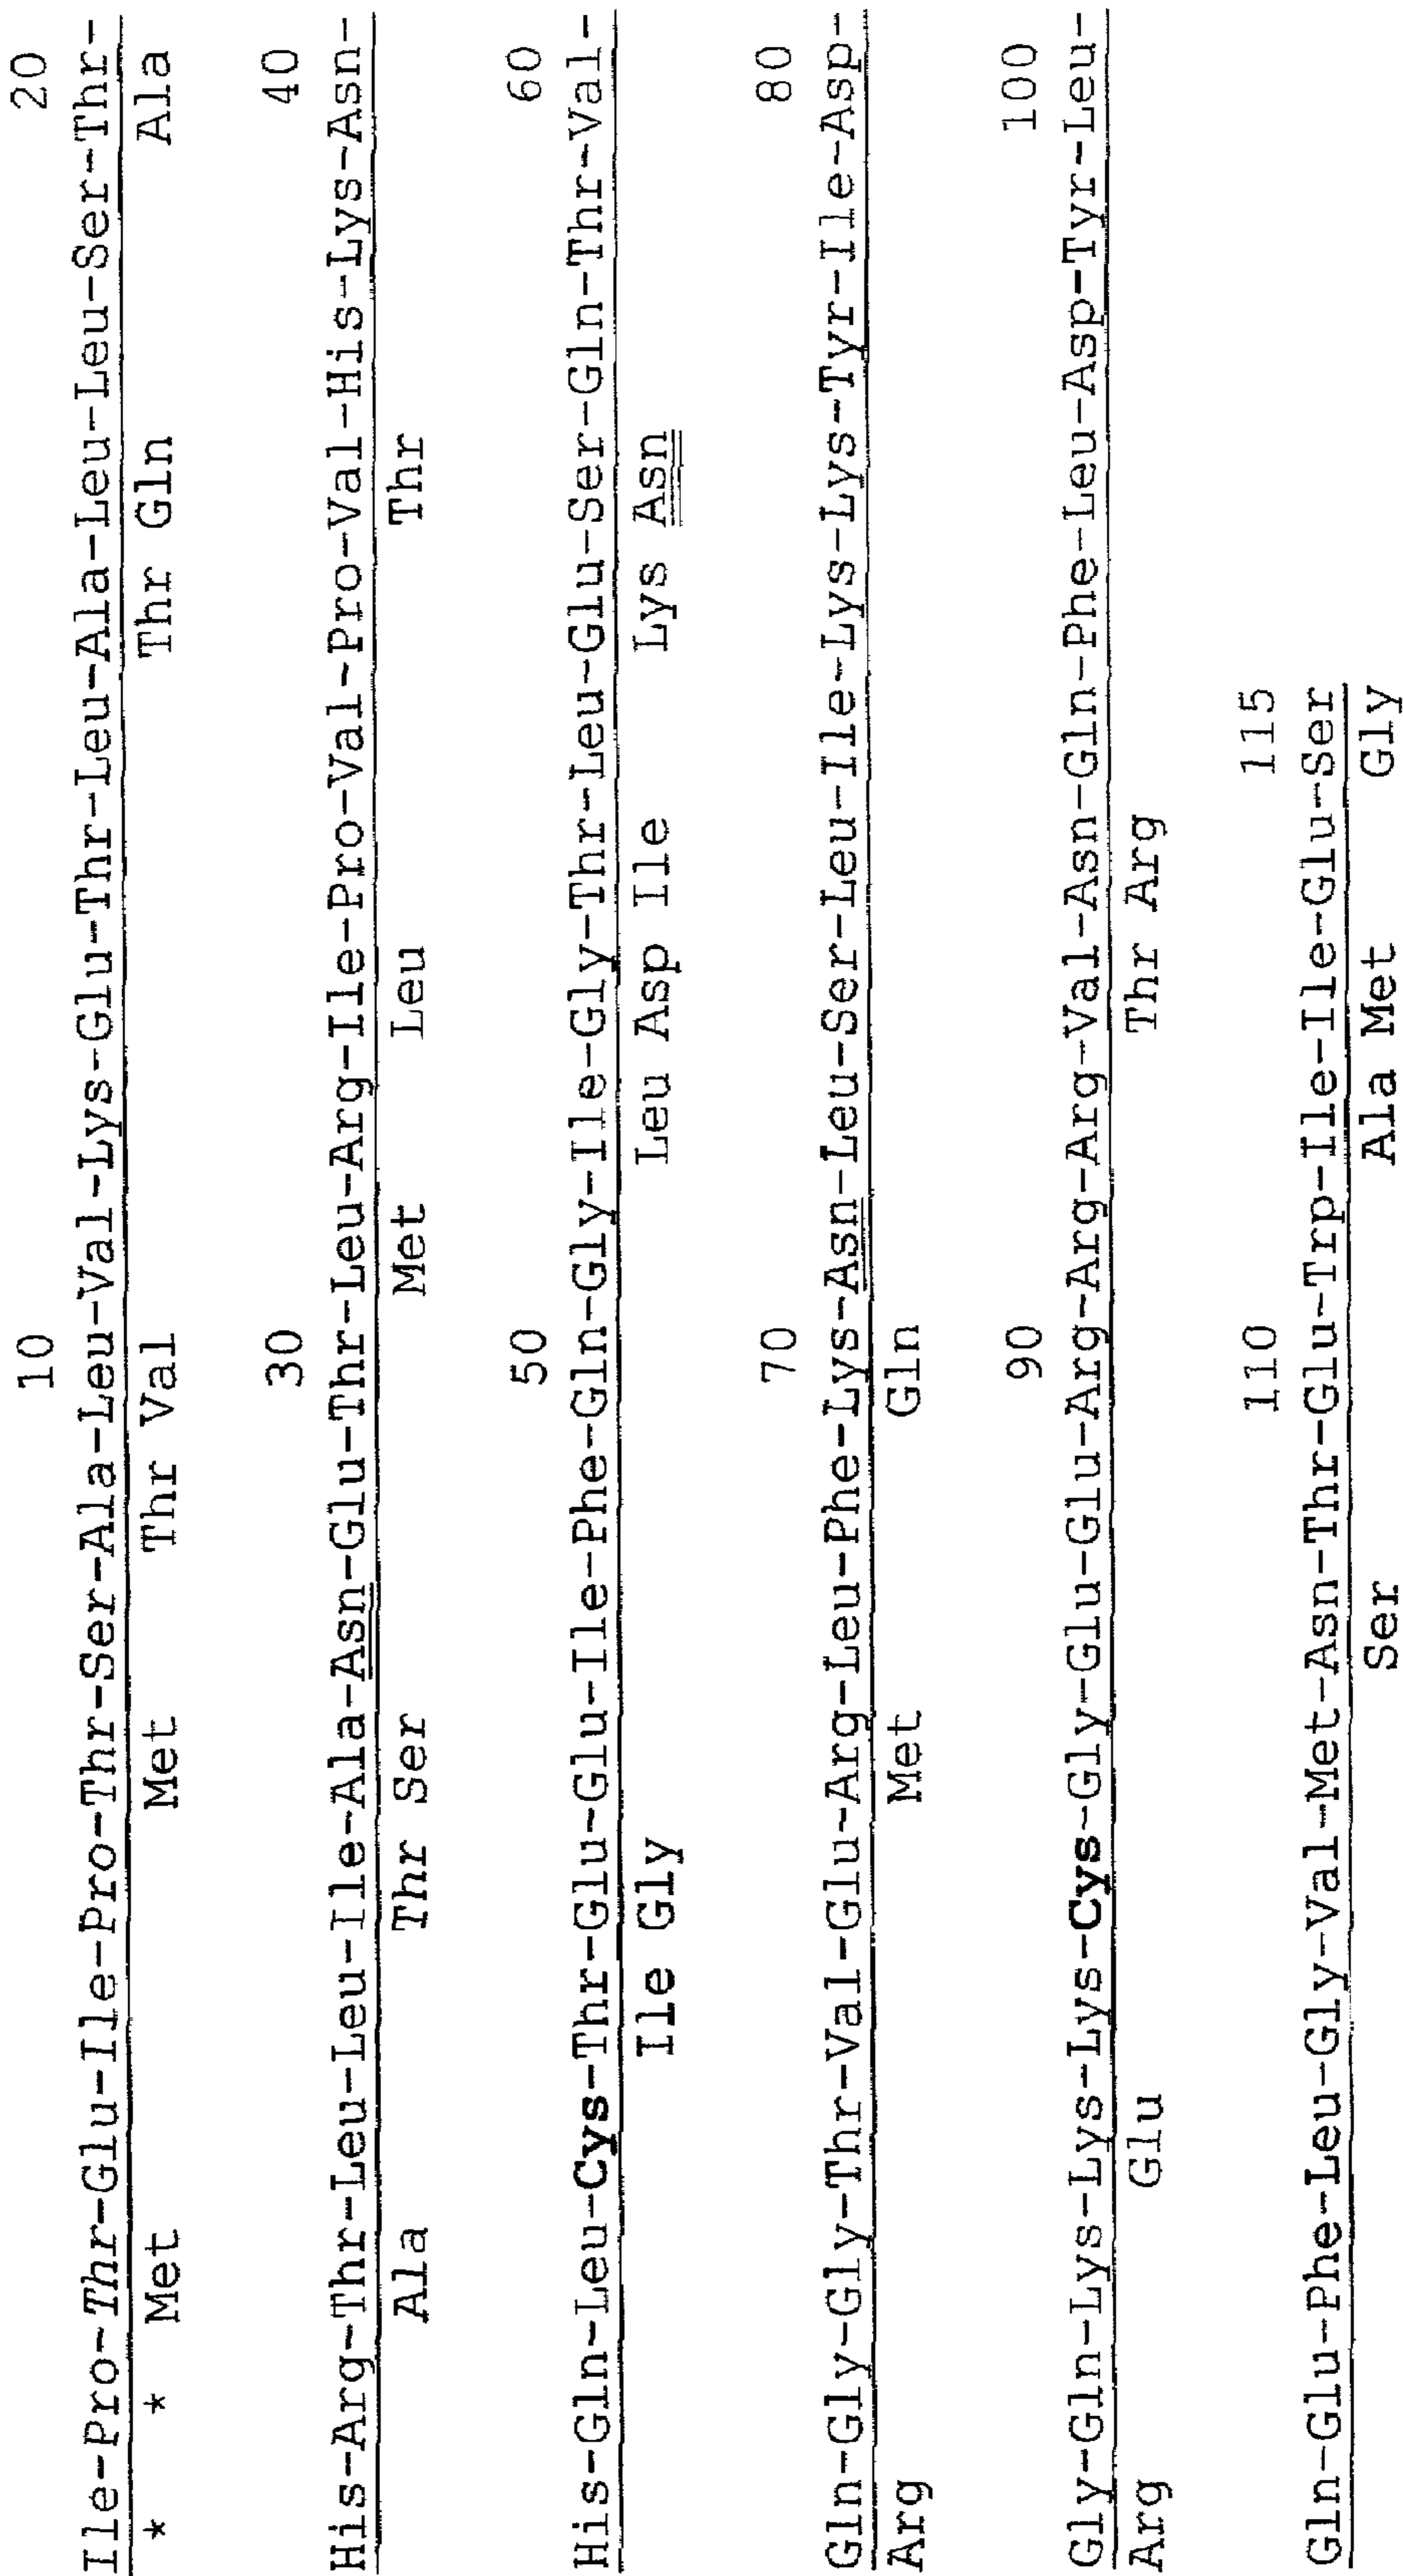 10 20
Ile-Pro-Thr-Glu-Ile-Pro-Thr-Ser-Ala-Leu-Val-Lys-Glu-Thr-Leu-Ala-Leu-Leu-Ser-Thr-
* * Met Met Thr Val Thr Gln Ala
30 40
His-Arg-Thr-Leu-Leu-Ile-Ala-Asn-Glu-Thr-Leu-Arg-Ile-Pro-Val-Pro-Val-His-Lys-Asn-
Ala Thr Ser Met Leu Thr
50 60
His-Gln-Leu-Cys-Thr-Glu-Glu-Ile-Phe-Gln-Gly-Ile-Gly-Thr-Leu-Glu-Ser-Gln-Thr-Val-
Ile Gly Leu Asp Ile Lys Asn
70 80
Gln-Gly-Gly-Thr-Val-Glu-Arg-Leu-Phe-Lys-Asn-Leu-Ser-Leu-Ile-Lys-Lys-Tyr-Ile-Asp-
Arg Met Gln
90 100
Gly-Gln-Lys-Lys-Lys-Cys-Gly-Glu-Glu-Arg-Arg-Arg-Val-Asn-Gln-Phe-Leu-Asp-Tyr-Leu-
Arg Glu Thr Arg
110 115
Gln-Glu-Phe-Leu-Gly-Val-Met-Asn-Thr-Glu-Trp-Ile-Ile-Glu-Ser
Ser Ala Met Gly